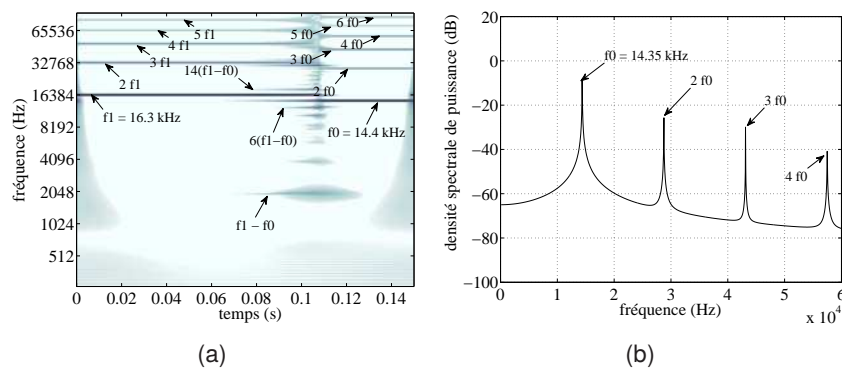 65536
32768
16384
8192
4096
2048
1024
512
fréquence (Hz)
0
0.02
0.04
0.06
0.08
0.10
0.12
0.14
temps (s)
6 f0
5 f1
5 f0
4 f1
4 f0
3 f1
3 f0
2 f1
14(f1−f0)
2 f0
f1 = 16.3 kHz
f0 = 14.4 kHz
6(f1−f0)
f1 − f0
(a)
20
0
−20
−40
−60
−80
−100
densité spectrale de puissance (dB)
0
1
2
3
4
5
6
x 10⁴
fréquence (Hz)
f0 = 14.35 kHz
2 f0
3 f0
4 f0
(b)